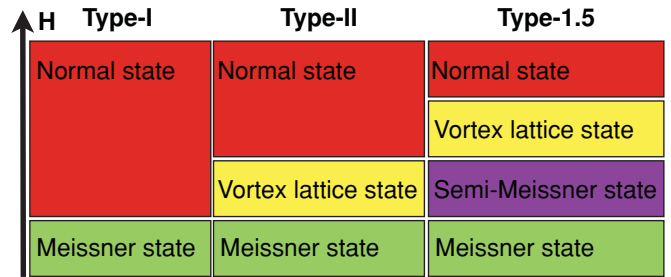 H Type-I Type-II Type-1.5
Normal state Normal state Normal state
Vortex lattice state
Vortex lattice state Semi-Meissner state
Meissner state Meissner state Meissner state